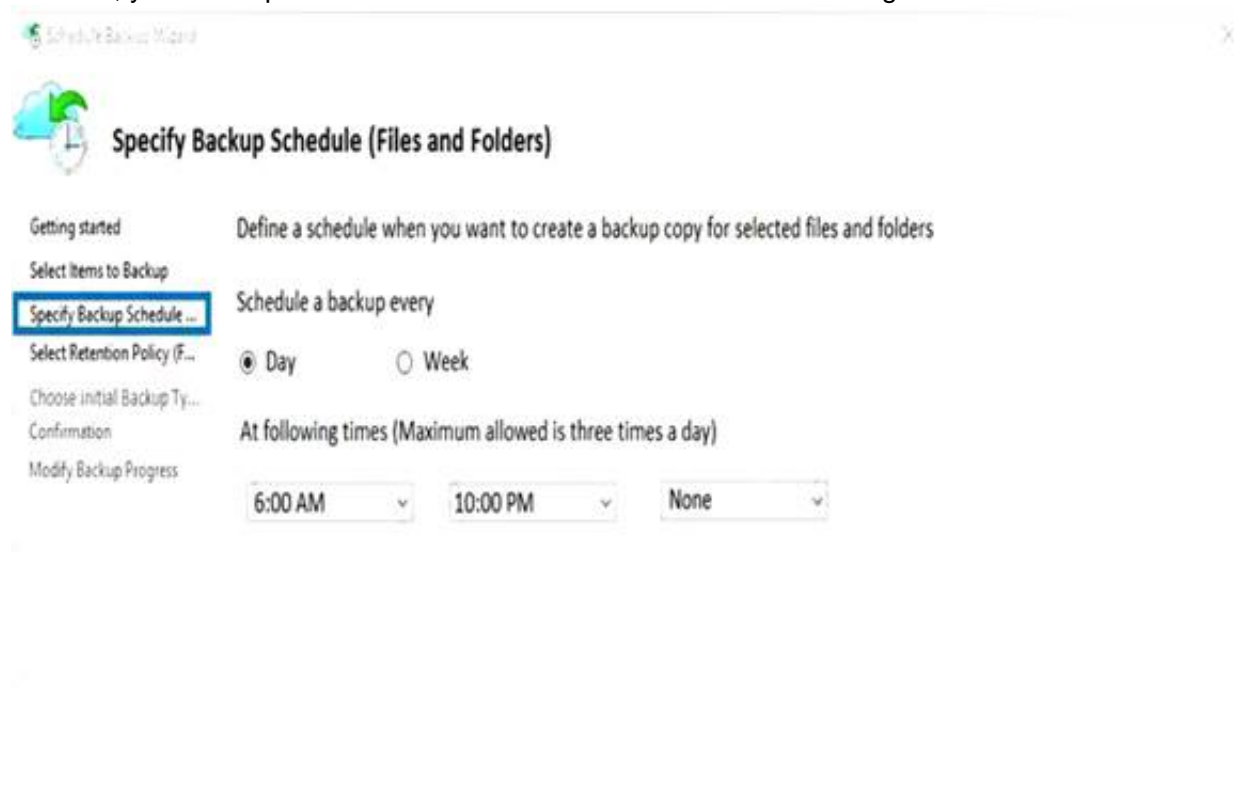 Schedule Backup Wizard
Specify Backup Schedule (Files and Folders)
Getting started
Select Items to Backup
Specify Backup Schedule ...
Select Retention Policy (F...
Choose initial Backup Ty...
Confirmation
Modify Backup Progress
Define a schedule when you want to create a backup copy for selected files and folders
Schedule a backup every
Day
Week
At following times (Maximum allowed is three times a day)
6:00 AM
10:00 PM
None